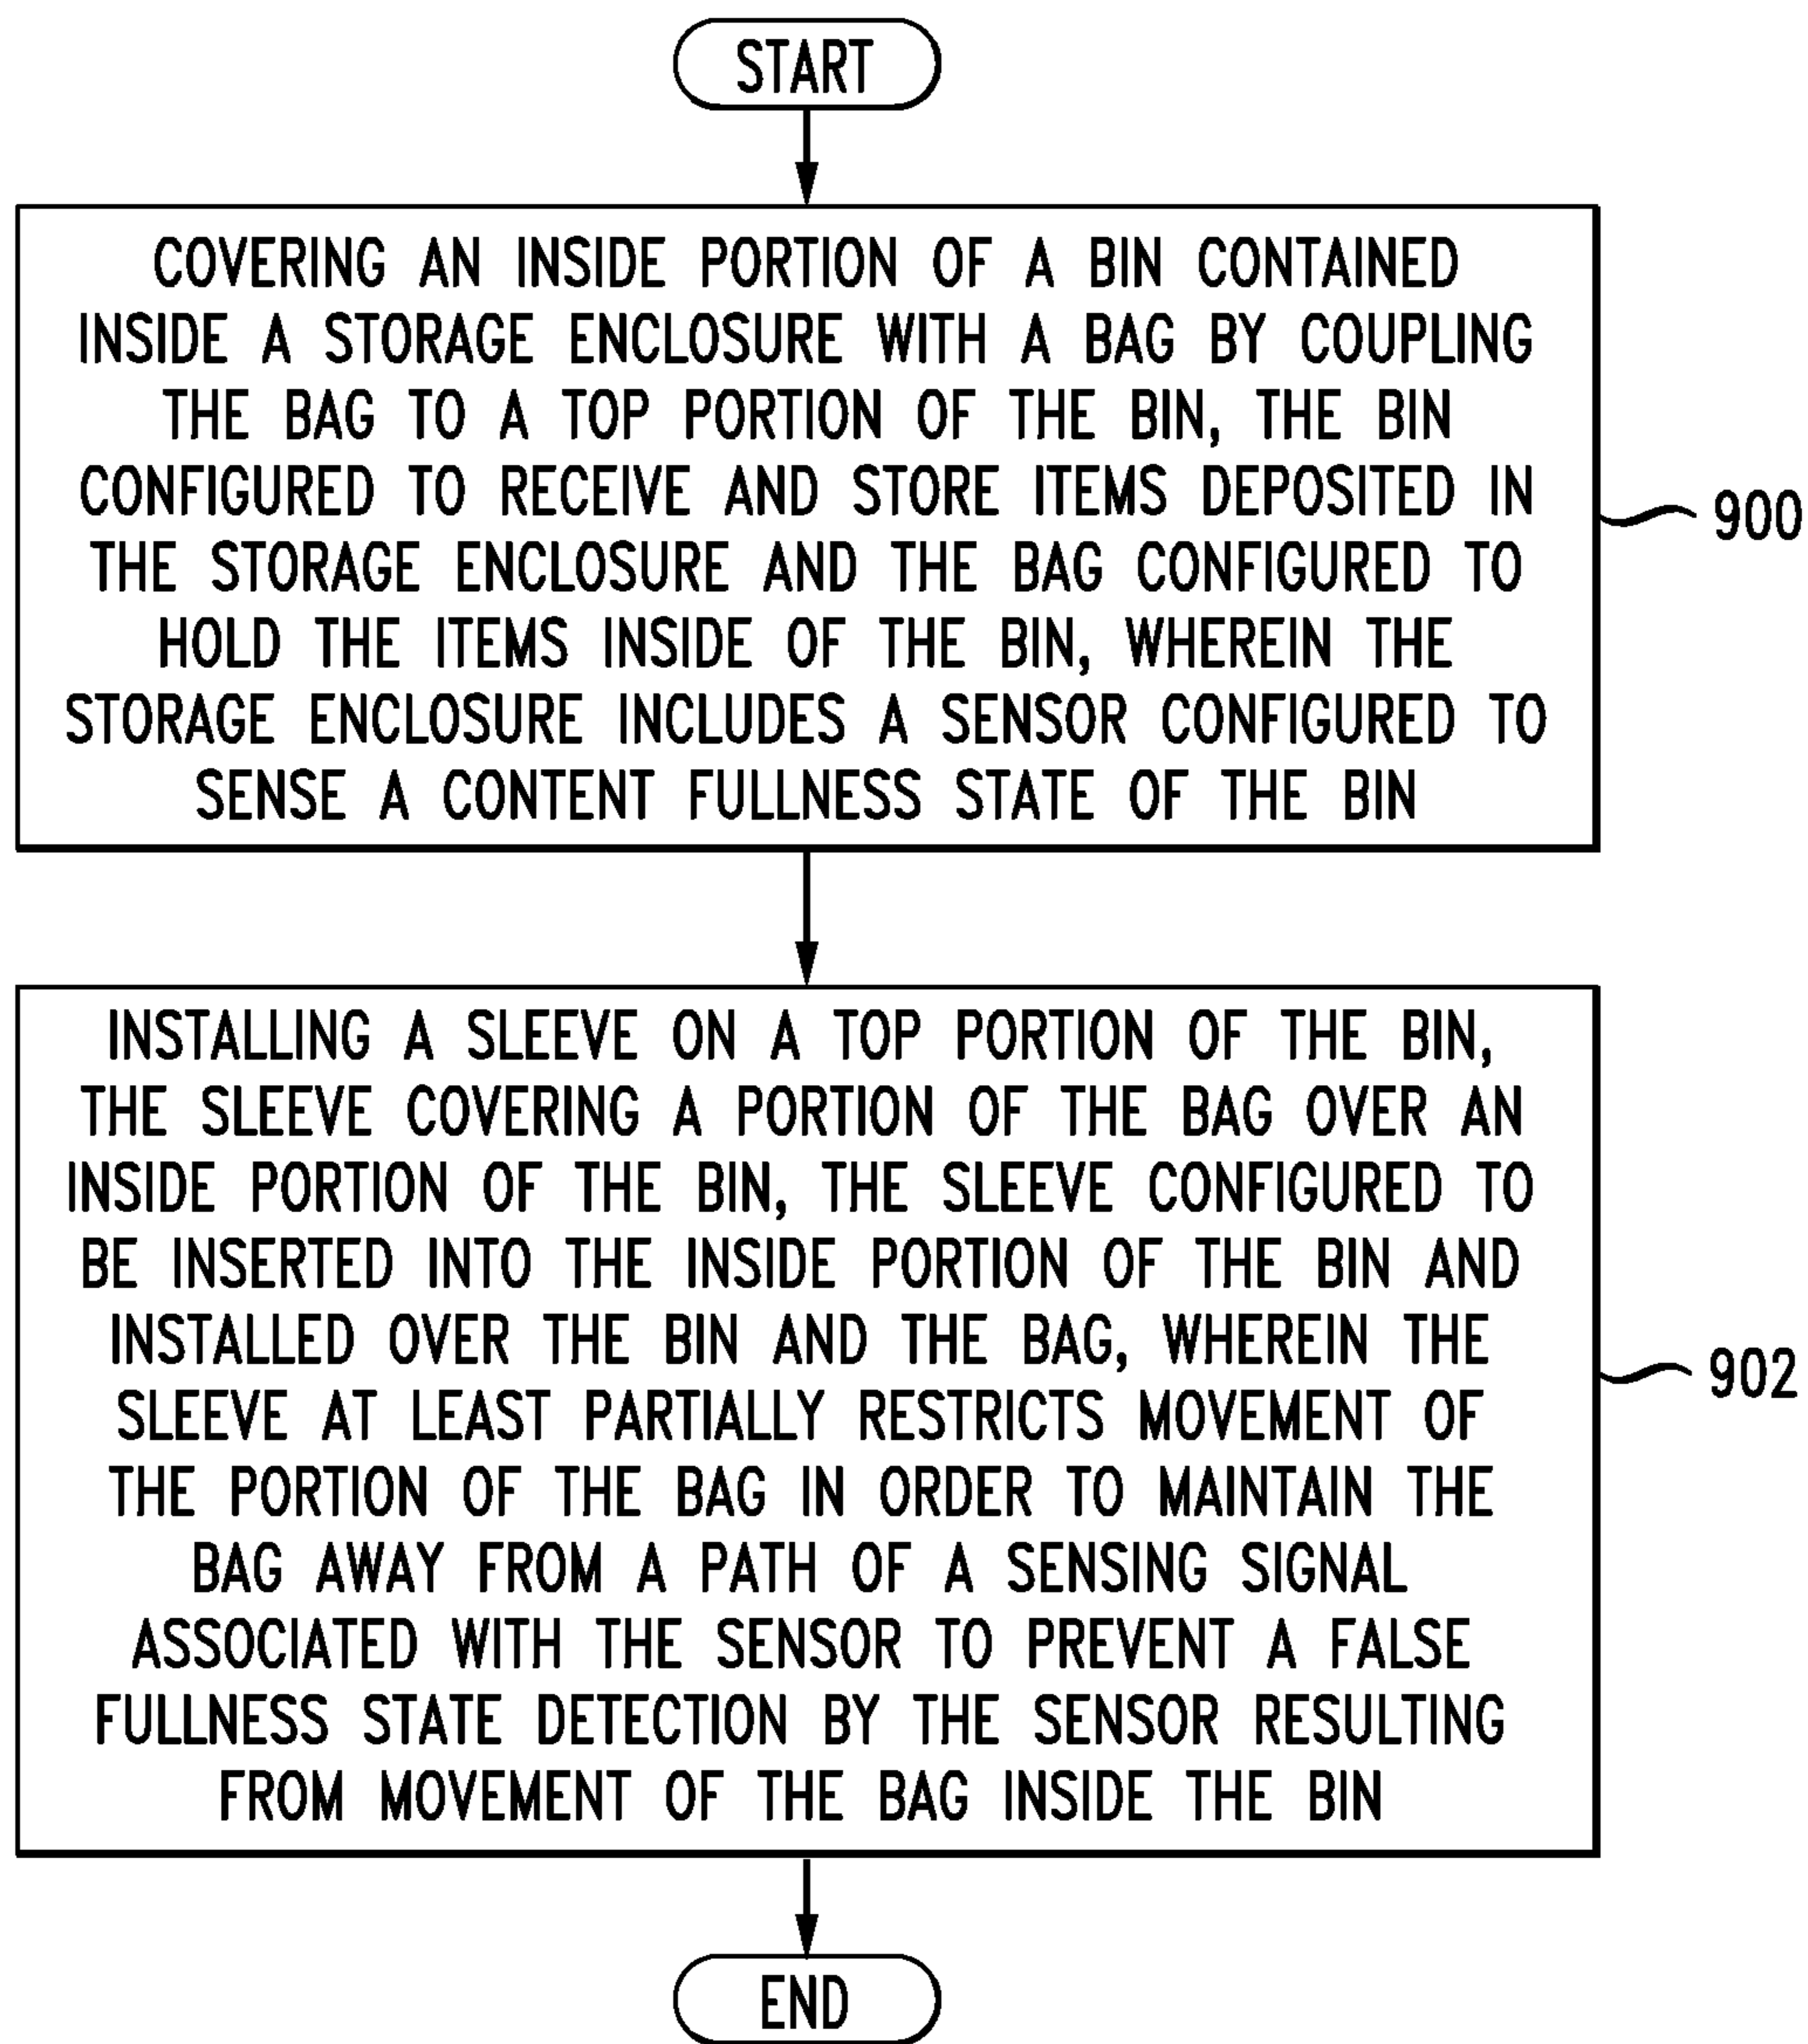 START
COVERING AN INSIDE PORTION OF A BIN CONTAINED
INSIDE A STORAGE ENCLOSURE WITH A BAG BY COUPLING
THE BAG TO A TOP PORTION OF THE BIN, THE BIN
CONFIGURED TO RECEIVE AND STORE ITEMS DEPOSITED IN
THE STORAGE ENCLOSURE AND THE BAG CONFIGURED TO
HOLD THE ITEMS INSIDE OF THE BIN, WHEREIN THE
STORAGE ENCLOSURE INCLUDES A SENSOR CONFIGURED TO
SENSE A CONTENT FULLNESS STATE OF THE BIN
900
INSTALLING A SLEEVE ON A TOP PORTION OF THE BIN,
THE SLEEVE COVERING A PORTION OF THE BAG OVER AN
INSIDE PORTION OF THE BIN, THE SLEEVE CONFIGURED TO
BE INSERTED INTO THE INSIDE PORTION OF THE BIN AND
INSTALLED OVER THE BIN AND THE BAG, WHEREIN THE
SLEEVE AT LEAST PARTIALLY RESTRICTS MOVEMENT OF
THE PORTION OF THE BAG IN ORDER TO MAINTAIN THE
BAG AWAY FROM A PATH OF A SENSING SIGNAL
ASSOCIATED WITH THE SENSOR TO PREVENT A FALSE
FULLNESS STATE DETECTION BY THE SENSOR RESULTING
FROM MOVEMENT OF THE BAG INSIDE THE BIN
902
END